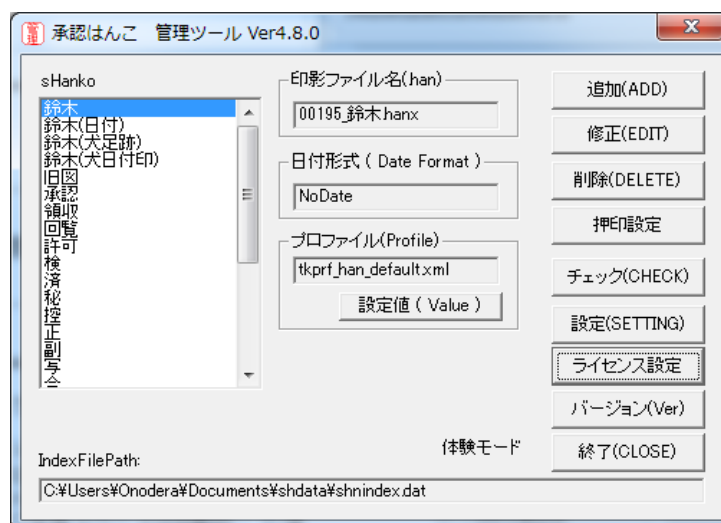 管理 承認はんこ 管理ツール Ver4.8.0
sHanko
鈴木
鈴木(日付)
鈴木(犬足跡)
鈴木(犬日付印)
旧図
承認
領収
回覧
許可
検
済
秘
控
正
副
写
合
印影ファイル名(.han)
00195_鈴木.hanx
日付形式 ( Date Format )
NoDate
プロファイル(Profile)
tkprf_han_default.xml
設定値 ( Value )
追加(ADD)
修正(EDIT)
削除(DELETE)
押印設定
チェック(CHECK)
設定(SETTING)
ライセンス設定
バージョン(Ver)
終了(CLOSE)
体験モード
IndexFilePath:
C:¥Users¥Onodera¥Documents¥shdata¥shnindex.dat